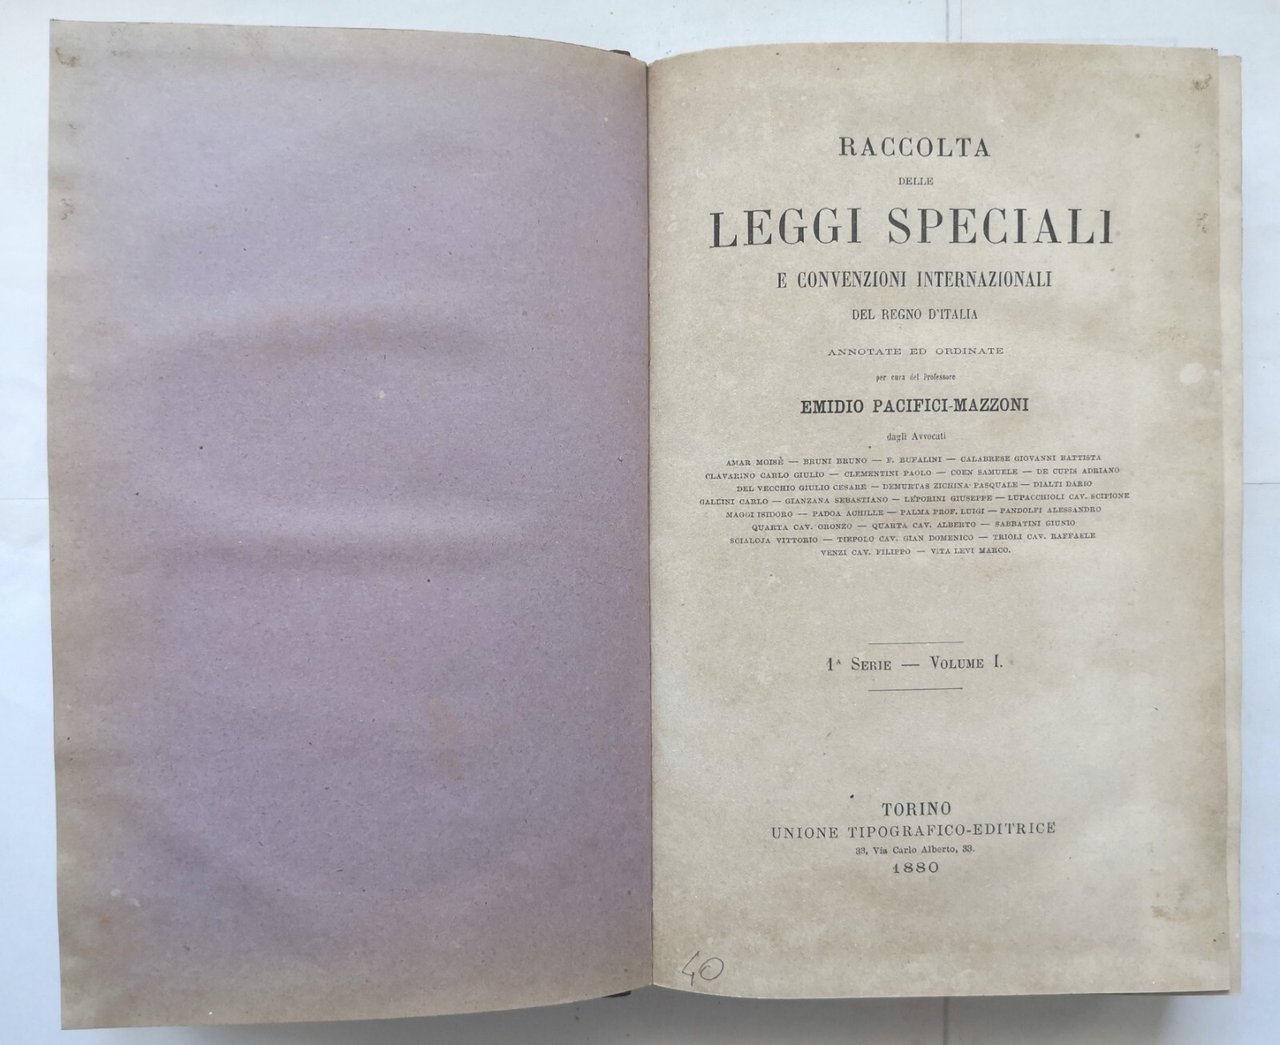 RACCOLTA
DELLE
LEGGI SPECIALI
E CONVENZIONI INTERNAZIONALI
DEL REGNO D'ITALIA
ANNOTATE ED ORDINATE
per cura del Professore
EMIDIO PACIFICI-MAZZONI
dagli Avvocati
AMAR MOISÈ — BRUNI BRUNO — F. BUFALINI — CALABRESE GIOVANNI BATTISTA
CLAVARINO CARLO GIULIO — CLEMENTINI PAOLO — COEN SAMUELE — DE CUPIS ADRIANO
DEL VECCHIO GIULIO CESARE — DEMURTAS ZICHINA PASQUALE — DIALTI DARIO
GALLINI CARLO — GIANZANA SEBASTIANO — LEPORINI GIUSEPPE — LUPACCHIOLI CAV. SCIPIONE
MAGGI ISIDORO — PADOA ACHILLE — PALMA PROF. LUIGI — PANDOLFI ALESSANDRO
QUARTA CAV. ORONZO — QUARTA CAV. ALBERTO — SABBATINI GIUNIO
SCIALOJA VITTORIO — TIEPOLO CAV. GIAN DOMENICO — TRIOLI CAV. RAFFAELE
VENZI CAV. FILIPPO — VITA LEVI MARCO.
1ª SERIE — VOLUME I.
TORINO
UNIONE TIPOGRAFICO-EDITRICE
33, Via Carlo Alberto, 33.
1880
40